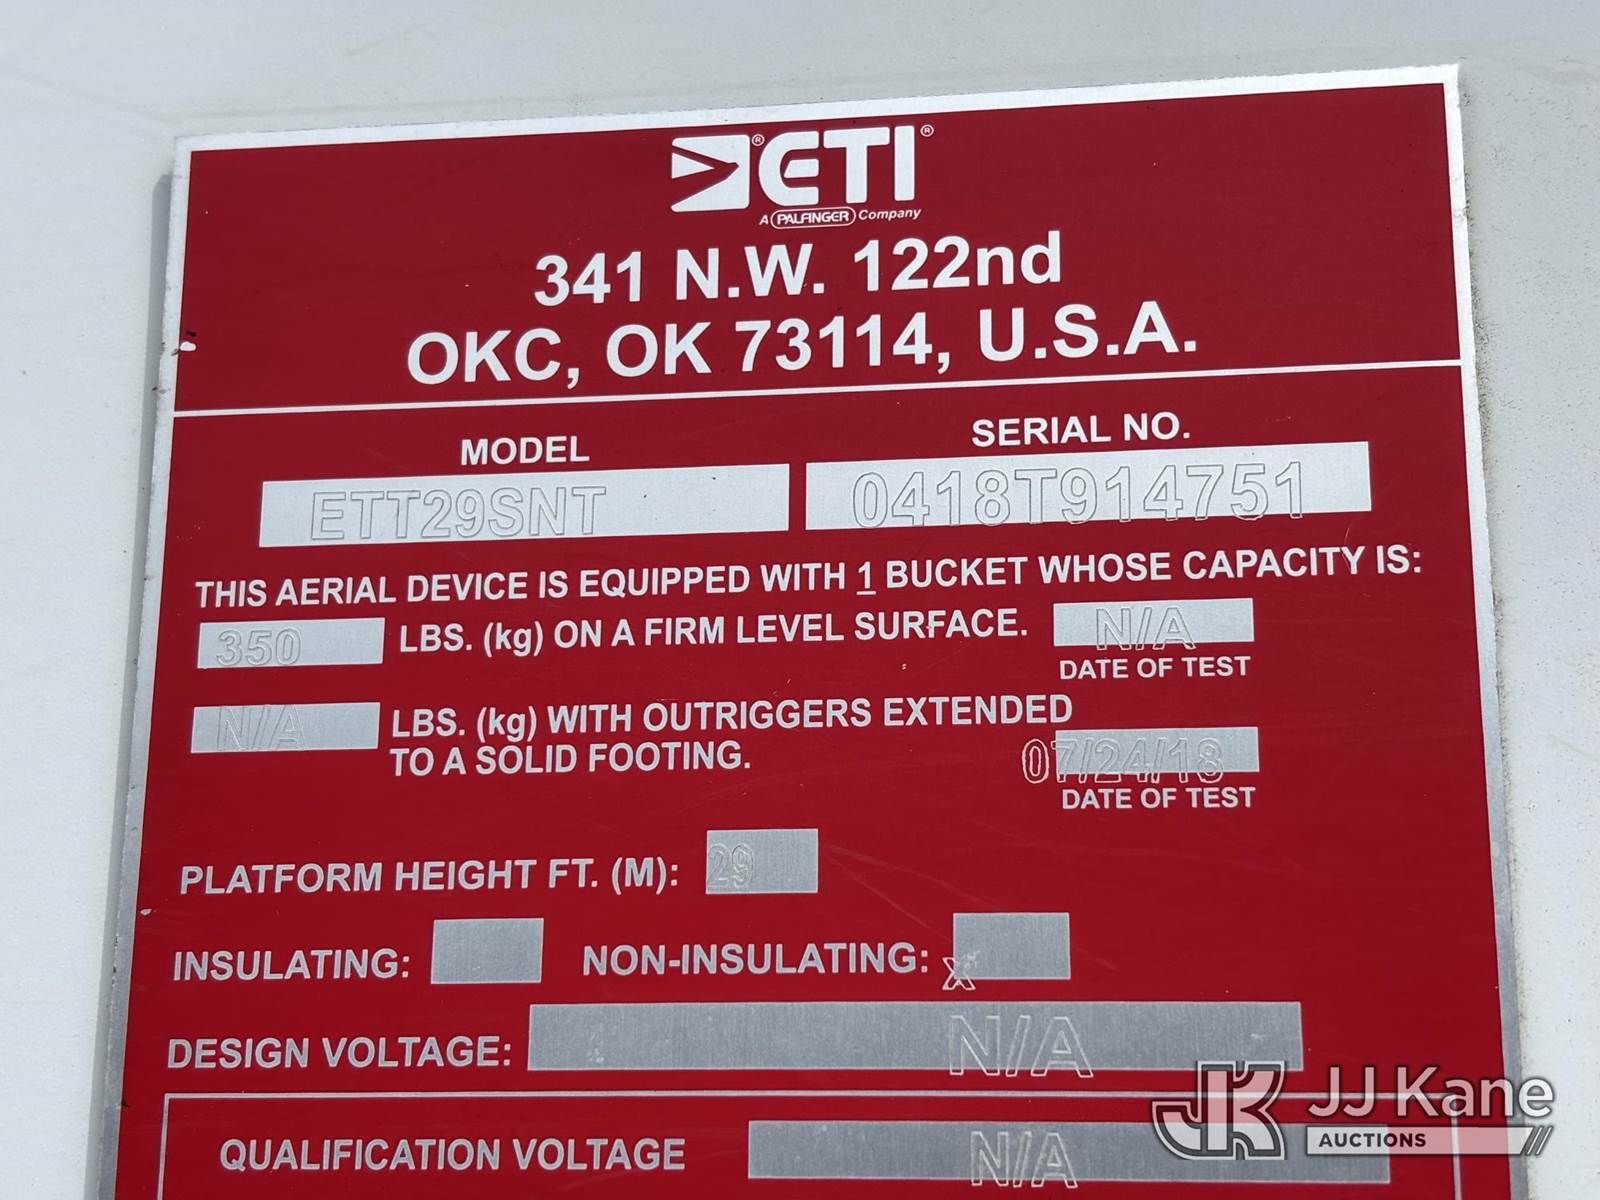 ® ETI ®
A PALFINGER Company
341 N.W. 122nd
OKC, OK 73114, U.S.A.
MODEL SERIAL NO.
ETT29SNT 0418T914751
THIS AERIAL DEVICE IS EQUIPPED WITH 1 BUCKET WHOSE CAPACITY IS:
350 LBS. (kg) ON A FIRM LEVEL SURFACE. N/A
DATE OF TEST
N/A LBS. (kg) WITH OUTRIGGERS EXTENDED
TO A SOLID FOOTING. 07/24/18
DATE OF TEST
PLATFORM HEIGHT FT. (M): 29
INSULATING: NON-INSULATING: X
DESIGN VOLTAGE: N/A
QUALIFICATION VOLTAGE N/A
JK JJ Kane
AUCTIONS